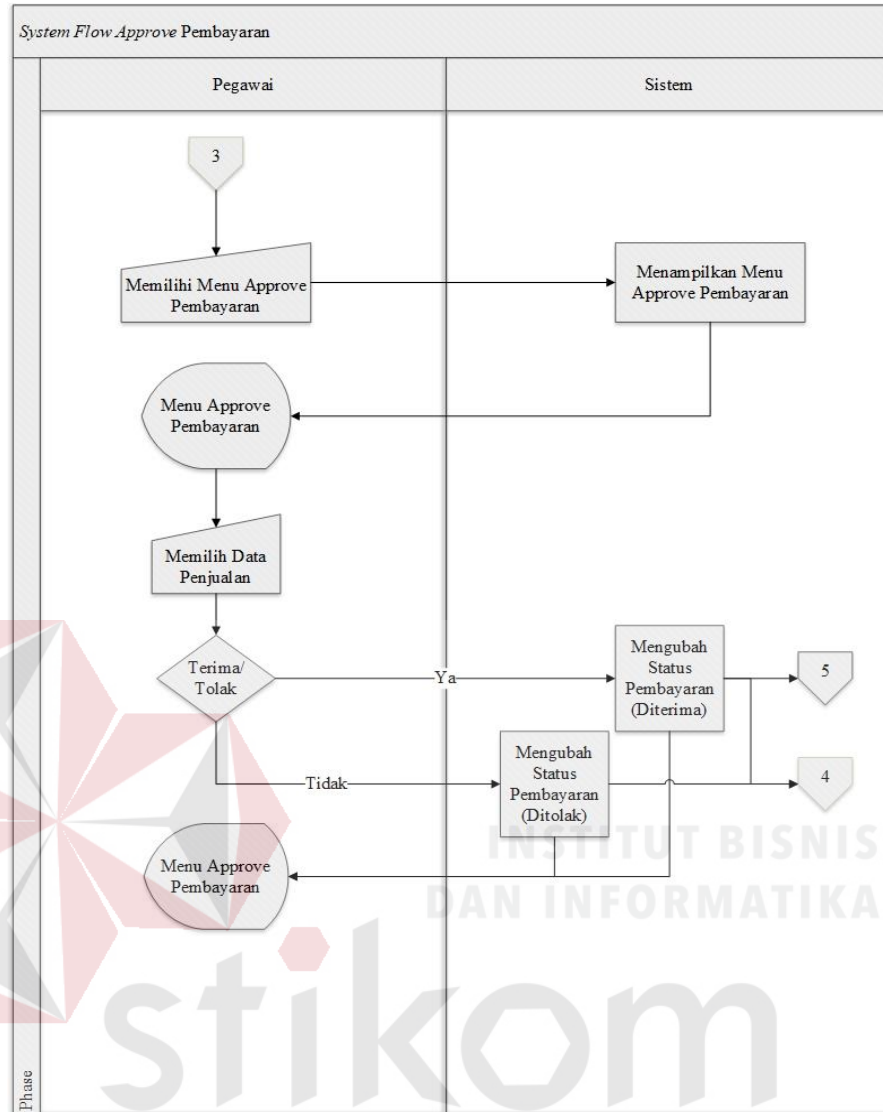 System Flow Approve Pembayaran
Pegawai
Sistem
3
Memilihi Menu Approve
Pembayaran
Menampilkan Menu
Approve Pembayaran
Menu Approve
Pembayaran
Memilih Data
Penjualan
Terima/
Tolak
Ya
Mengubah
Status
Pembayaran
(Diterima)
5
Tidak
Mengubah
Status
Pembayaran
(Ditolak)
4
Menu Approve
Pembayaran
INSTITUT BISNIS
DAN INFORMATIKA
stikom
Phase